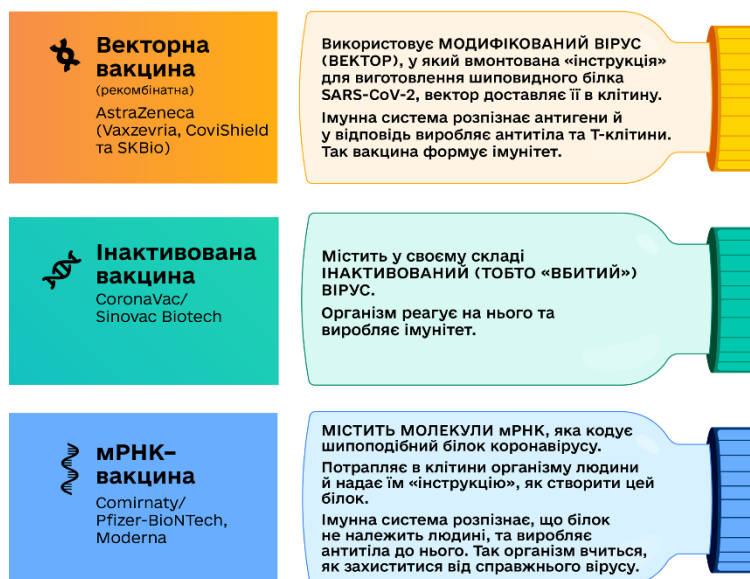 Векторна
вакцина
(рекомбінатна)
AstraZeneca
(Vaxzevria, CoviShield
та SKBio)
Використовує МОДИФІКОВАНИЙ ВІРУС
(ВЕКТОР), у який вмонтована «інструкція»
для виготовлення шиповидного білка
SARS-CoV-2, вектор доставляє її в клітину.
Імунна система розпізнає антигени й
у відповідь виробляє антитіла та Т-клітини.
Так вакцина формує імунітет.
Інактивована
вакцина
CoronaVac/
Sinovac Biotech
Містить у своєму складі
ІНАКТИВОВАНИЙ (ТОБТО «ВБИТИЙ»)
ВІРУС.
Організм реагує на нього та
виробляє імунітет.
мРНК–
вакцина
Comirnaty/
Pfizer-BioNTech,
Moderna
МІСТИТЬ МОЛЕКУЛИ мРНК, яка кодує
шипоподібний білок коронавірусу.
Потрапляє в клітини організму людини
й надає їм «інструкцію», як створити цей
білок.
Імунна система розпізнає, що білок
не належить людині, та виробляє
антитіла до нього. Так організм вчиться,
як захиститися від справжнього вірусу.